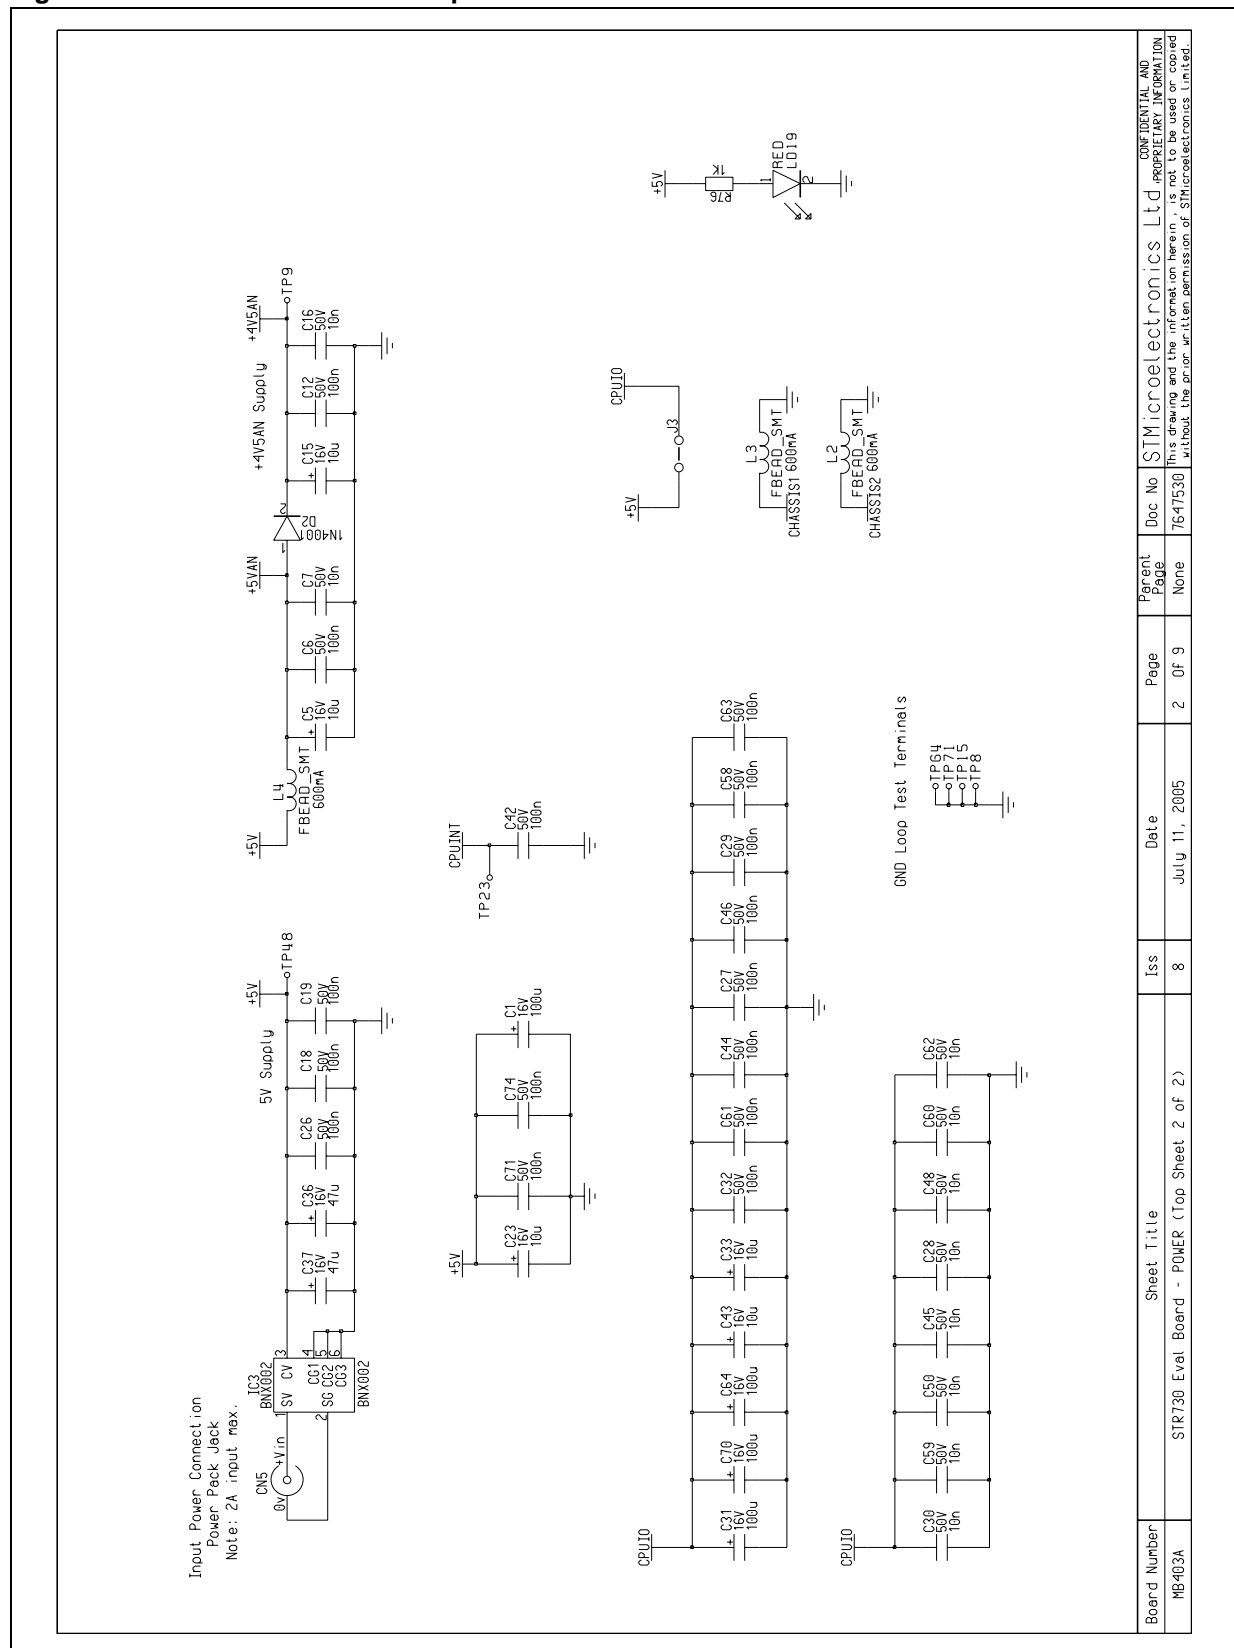 Input Power Connection
Power Pack Jack
Note: 2A input max.
CN5
+Vin
0v
IC3
BNX002
1
SV
CV
3
CG1
4
2
SG
CG2
5
CG3
6
BNX002
5V Supply
C37
16V
47u
C36
16V
47u
C26
50V
100n
C18
50V
100n
C19
50V
100n
+5V
TP48
+5V
L4
FBEAD_SMT
600mA
C5
16V
10u
C6
50V
100n
C7
50V
10n
+5VAN
1
2
D2
1N4001
+4V5AN Supply
C15
16V
10u
C12
50V
100n
C16
50V
10n
+4V5AN
TP9
+5V
C23
16V
10u
C71
50V
100n
C74
50V
100n
C1
16V
100u
CPUINT
TP23
C42
50V
100n
+5V
J3
CPUIO
+5V
R76
1K
1
RED
LD19
2
CPUIO
C31
16V
100u
C70
16V
100u
C64
16V
100u
C43
16V
10u
C33
16V
10u
C32
50V
100n
C61
50V
100n
C44
50V
100n
C27
50V
100n
C46
50V
100n
C29
50V
100n
C58
50V
100n
C63
50V
100n
L3
FBEAD_SMT
CHASSIS1 600mA
L2
FBEAD_SMT
CHASSIS2 600mA
CPUIO
C30
50V
10n
C59
50V
10n
C50
50V
10n
C45
50V
10n
C28
50V
10n
C48
50V
10n
C60
50V
10n
C62
50V
10n
GND Loop Test Terminals
TP64
TP71
TP15
TP8
Board Number
MB403A
Sheet Title
STR730 Eval Board - POWER (Top Sheet 2 of 2)
Iss
8
Date
July 11, 2005
Page
2 Of 9
Parent
Page
None
Doc No
7647530
STMicroelectronics Ltd.
CONFIDENTIAL AND
PROPRIETARY INFORMATION
This drawing and the information herein, is not to be used or copied
without the prior written permission of STMicroelectronics limited.